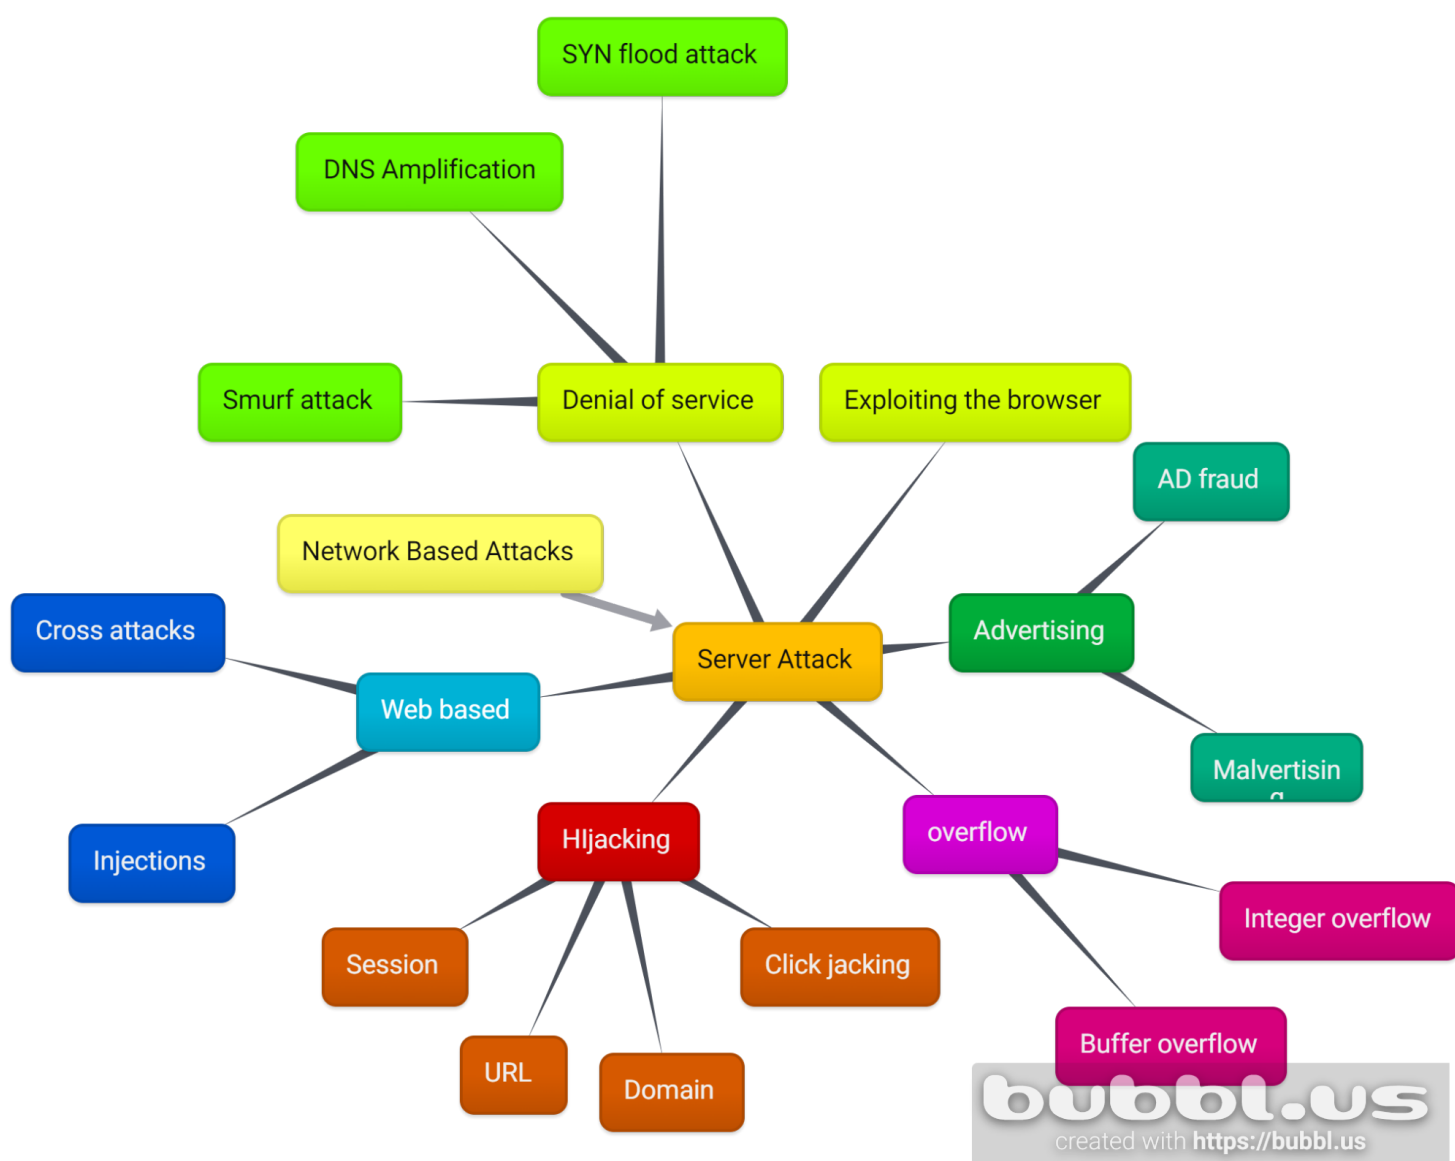 SYN flood attack
DNS Amplification
Smurf attack
Denial of service
Exploiting the browser
AD fraud
Network Based Attacks
Cross attacks
Server Attack
Advertising
Web based
Malvertisin
g
HIjacking
overflow
Injections
Integer overflow
Session
Click jacking
URL
Domain
Buffer overflow
bubbl.us
created with https://bubbl.us